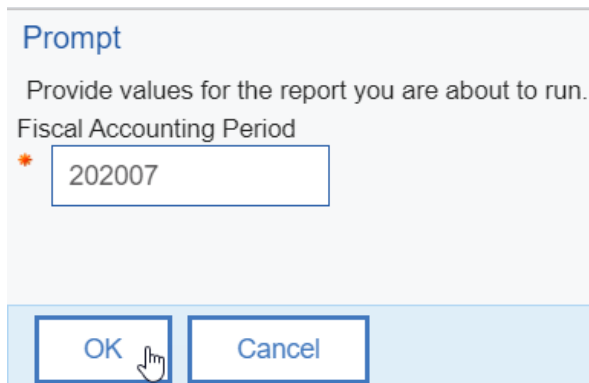 Prompt
Provide values for the report you are about to run.
Fiscal Accounting Period
* 202007
OK Cancel